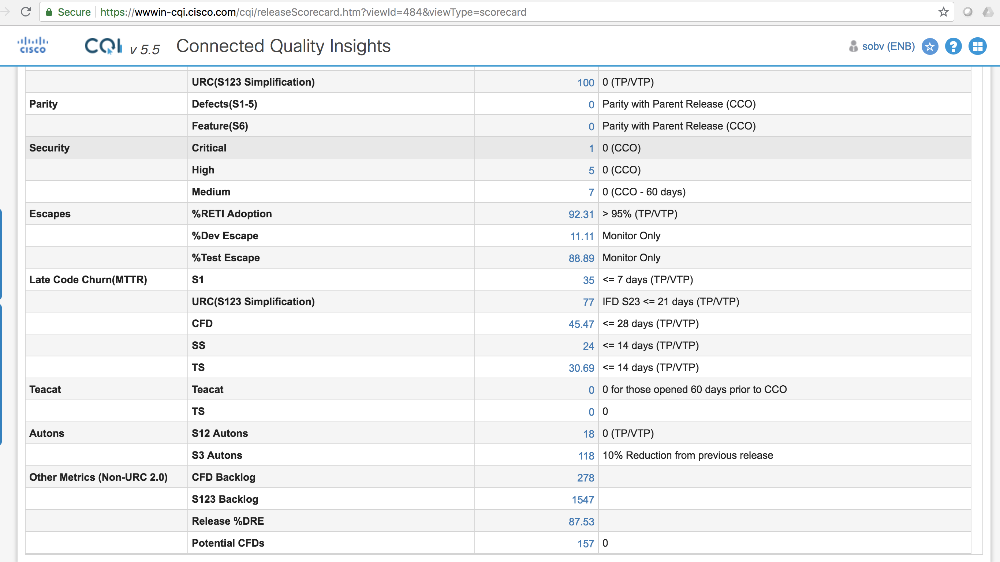 Secure https://wwwin-cqi.cisco.com/cqi/releaseScorecard.htm?viewId=484&viewType=scorecard
CISCO CQI v 5.5 Connected Quality Insights sobv (ENB) ?
URC(S123 Simplification) 100 0 (TP/VTP)
Parity Defects(S1-5) 0 Parity with Parent Release (CCO)
Feature(S6) 0 Parity with Parent Release (CCO)
Security Critical 1 0 (CCO)
High 5 0 (CCO)
Medium 7 0 (CCO - 60 days)
Escapes %RETI Adoption 92.31 > 95% (TP/VTP)
%Dev Escape 11.11 Monitor Only
%Test Escape 88.89 Monitor Only
Late Code Churn(MTTR) S1 35 <= 7 days (TP/VTP)
URC(S123 Simplification) 77 IFD S23 <= 21 days (TP/VTP)
CFD 45.47 <= 28 days (TP/VTP)
SS 24 <= 14 days (TP/VTP)
TS 30.69 <= 14 days (TP/VTP)
Teacat Teacat 0 0 for those opened 60 days prior to CCO
TS 0 0
Autons S12 Autons 18 0 (TP/VTP)
S3 Autons 118 10% Reduction from previous release
Other Metrics (Non-URC 2.0) CFD Backlog 278
S123 Backlog 1547
Release %DRE 87.53
Potential CFDs 157 0